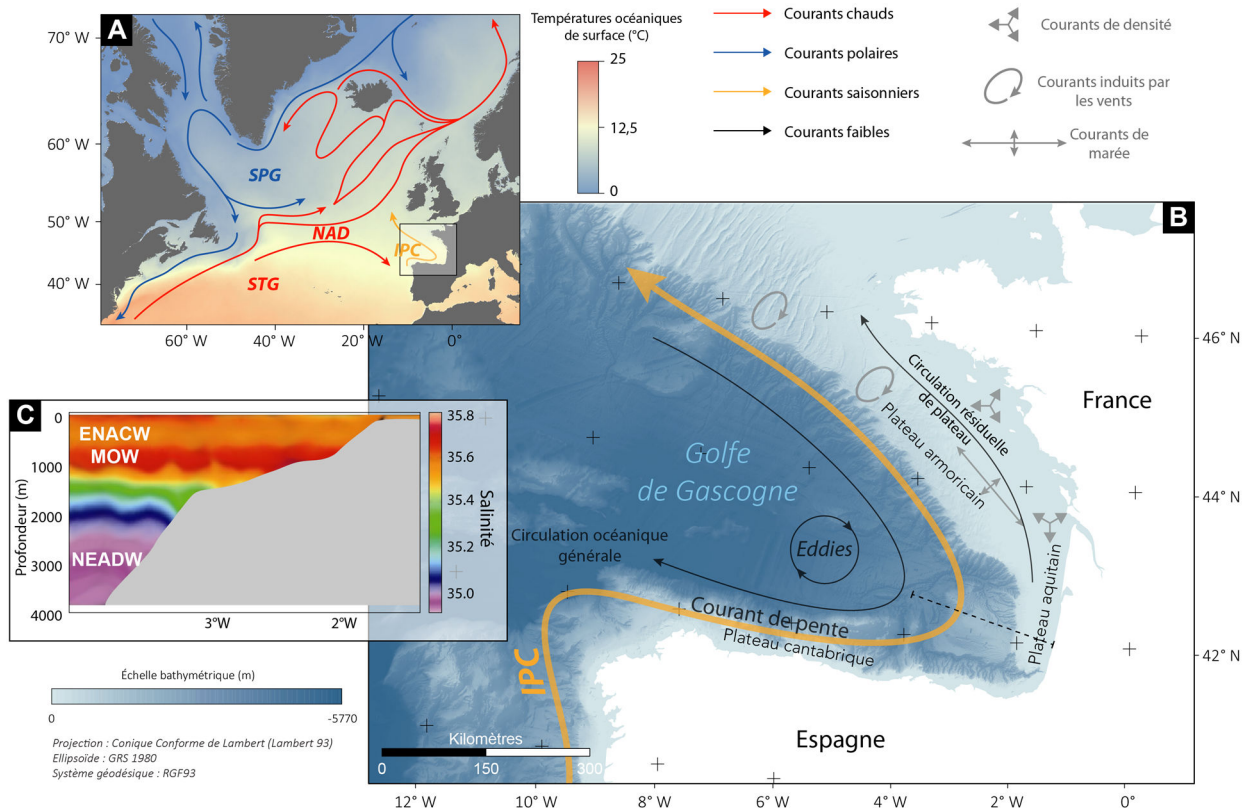 A
70° N
60° N
50° N
40° N
60° W
40° W
20° W
0°
SPG
NAD
IPC
STG
Températures océaniques
de surface (°C)
25
12,5
0
Courants chauds
Courants polaires
Courants saisonniers
Courants faibles
Courants de densité
Courants induits par
les vents
Courants de
marée
B
46° N
44° N
42° N
France
Circulation résiduelle
de plateau
Plateau armoricain
Golfe
de Gascogne
Eddies
Circulation océanique
générale
Courant de pente
Plateau cantabrique
Plateau aquitain
IPC
Espagne
Kilomètres
0
150
300
12° W
10° W
8° W
6° W
4° W
2° W
0°
C
0
1000
2000
3000
4000
Profondeur (m)
ENACW
MOW
NEADW
3°W
2°W
35.8
35.6
35.4
35.2
35.0
Salinité
Échelle bathymétrique (m)
0
-5770
Projection : Conique Conforme de Lambert (Lambert 93)
Ellipsoïde : GRS 1980
Système géodésique : RGF93